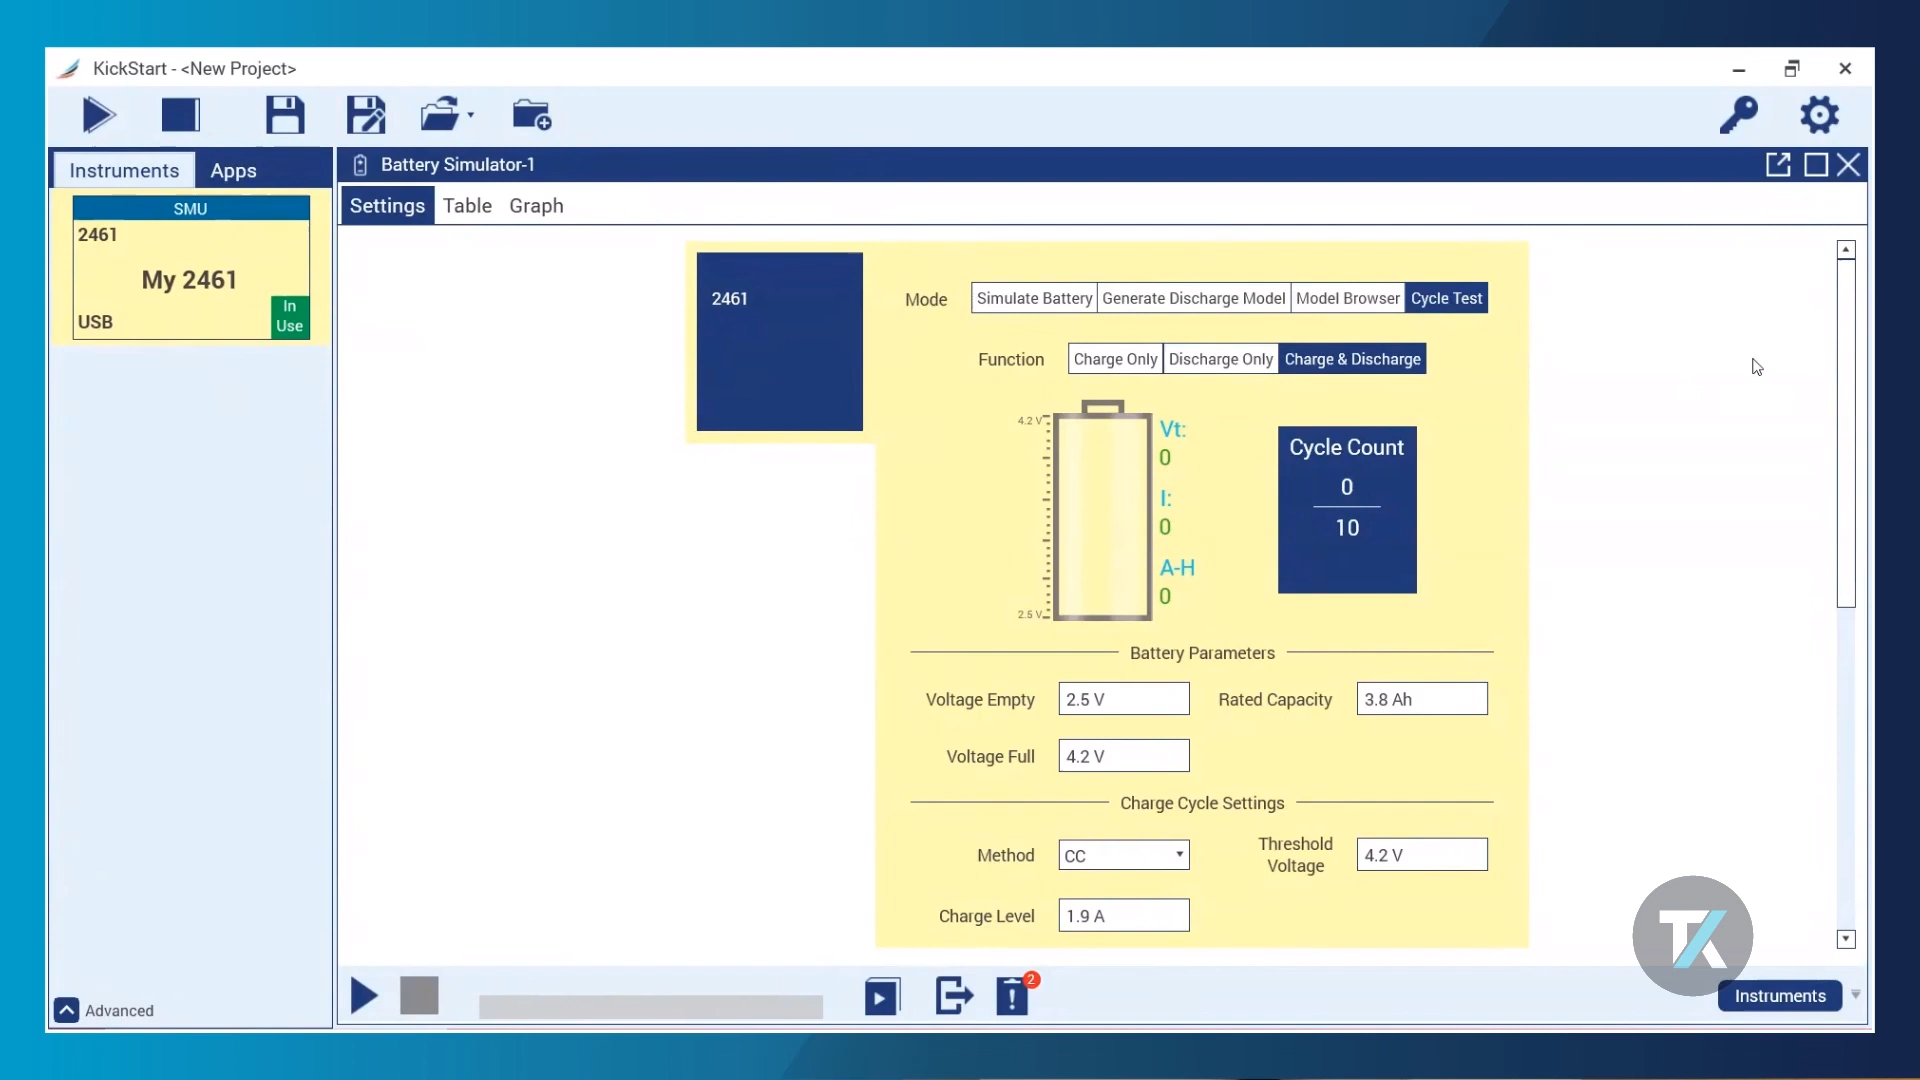 KickStart - <New Project>
Instruments Apps
Battery Simulator-1
Settings Table Graph
SMU
2461
My 2461
USB
In
Use
2461
Mode Simulate Battery Generate Discharge Model Model Browser Cycle Test
Function Charge Only Discharge Only Charge & Discharge
4.2 V
2.5 V
Vt:
0
I:
0
A-H
0
Cycle Count
0
10
Battery Parameters
Voltage Empty 2.5 V Rated Capacity 3.8 Ah
Voltage Full 4.2 V
Charge Cycle Settings
Method CC Threshold Voltage 4.2 V
Charge Level 1.9 A
TK
2
Instruments
Advanced